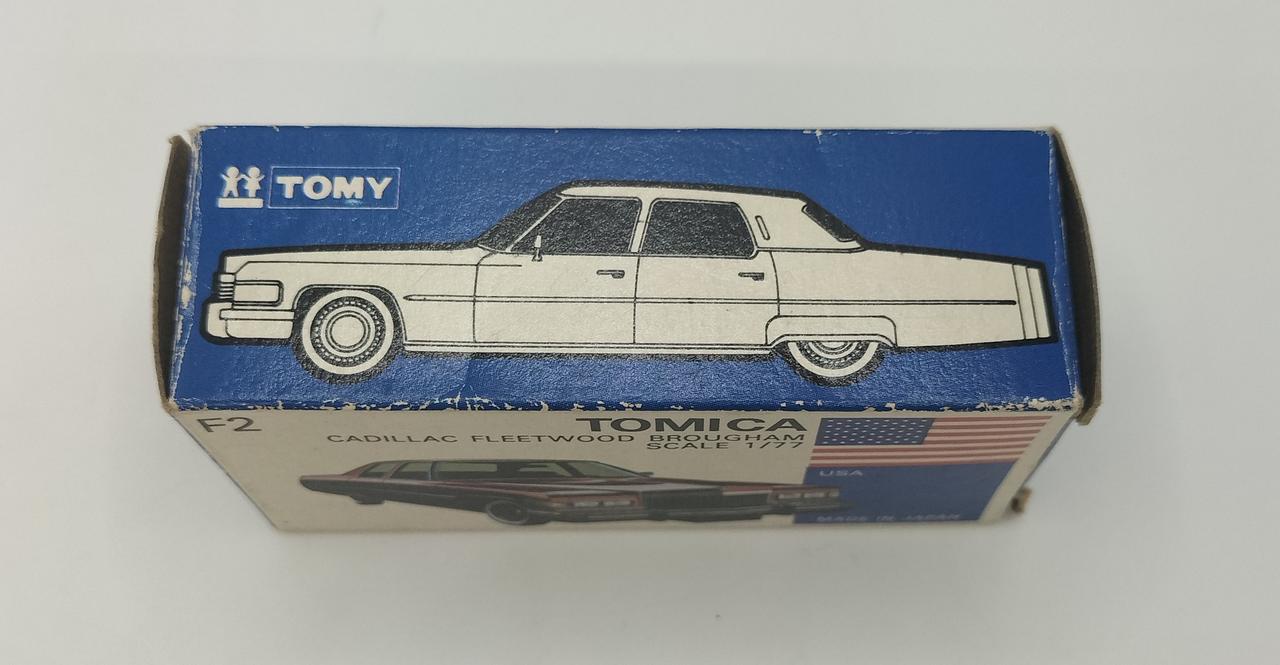 TOMY
F2
TOMICA
CADILLAC FLEETWOOD BROUGHAM
SCALE 1/77
USA
MADE IN JAPAN